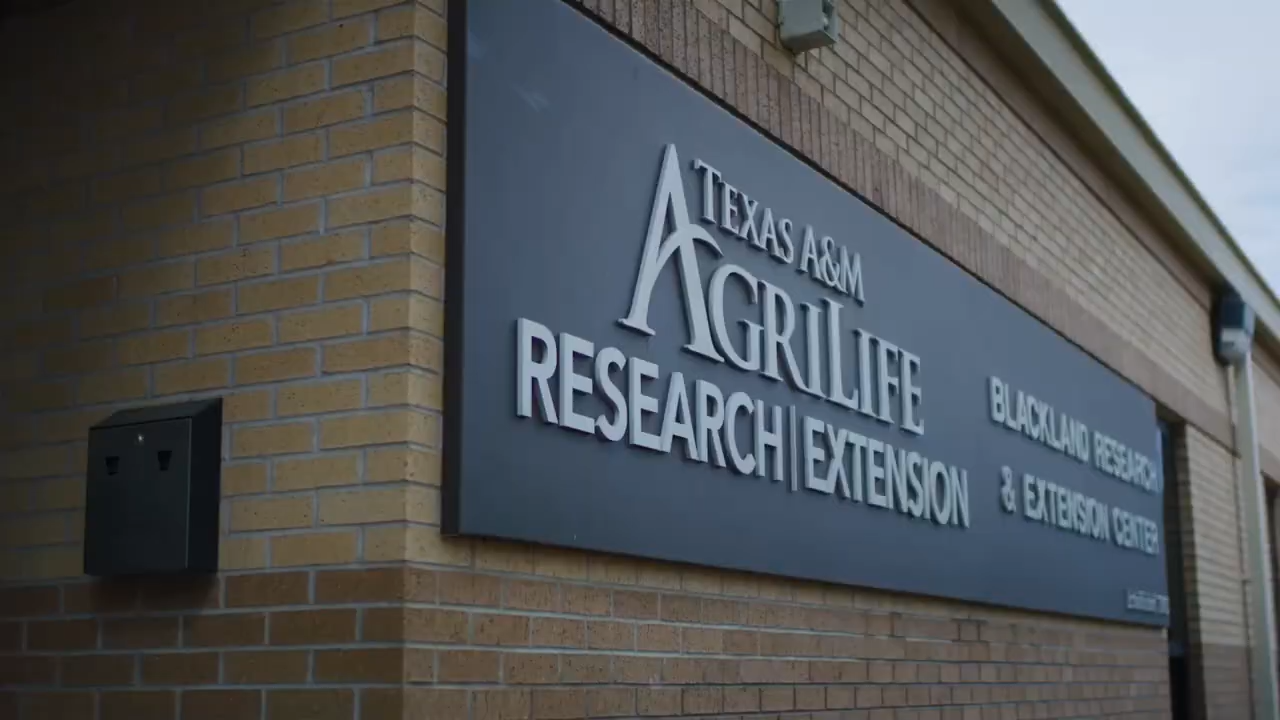 TEXAS A&M
AGRILIFE
RESEARCH | EXTENSION
BLACKLAND RESEARCH
& EXTENSION CENTER